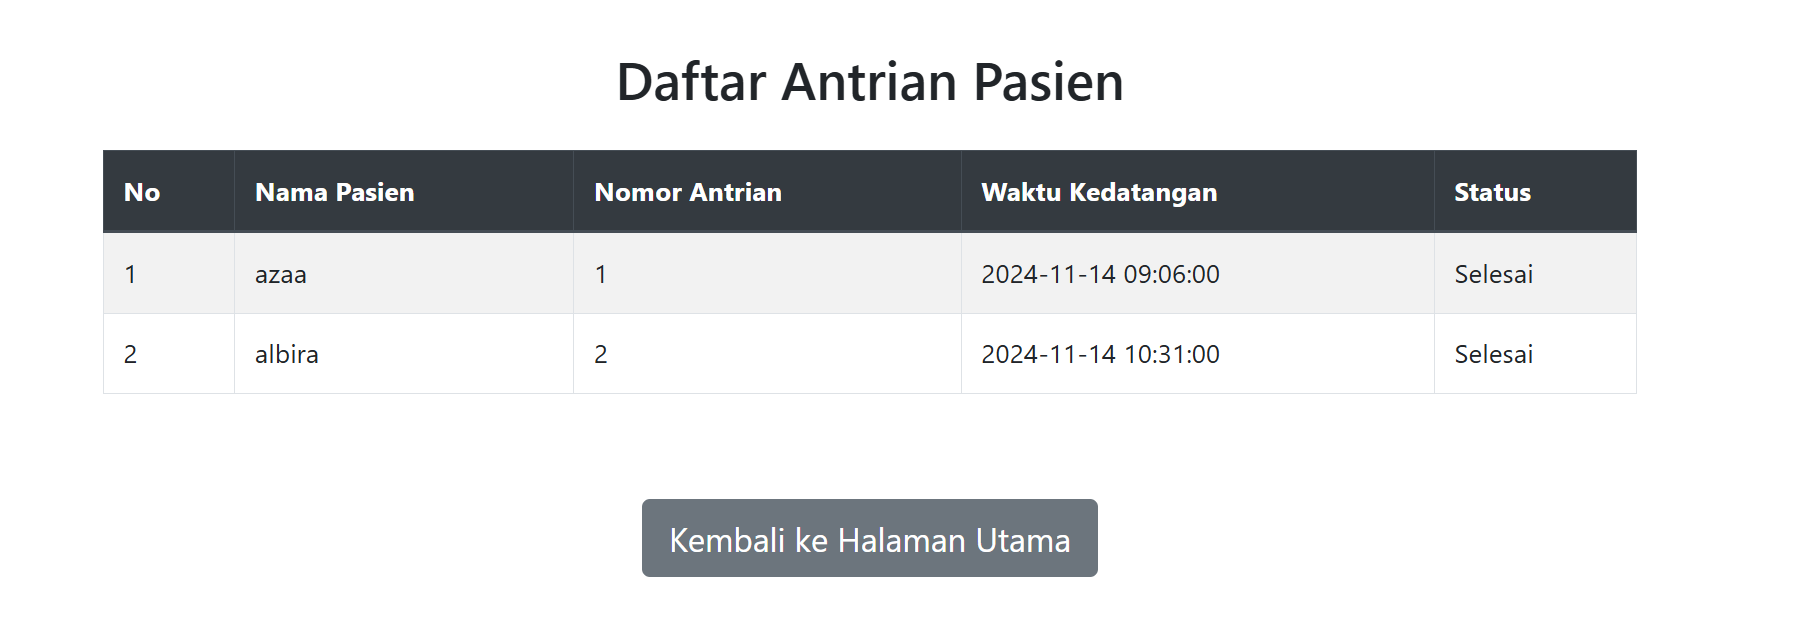 Daftar Antrian Pasien
No Nama Pasien Nomor Antrian Waktu Kedatangan Status
1 azaa 1 2024-11-14 09:06:00 Selesai
2 albira 2 2024-11-14 10:31:00 Selesai
Kembali ke Halaman Utama